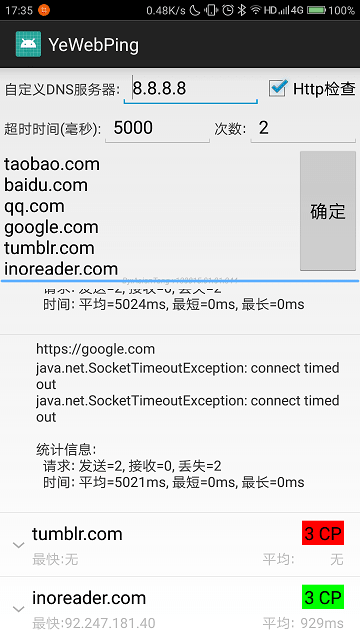 17:35 0.48K/s HD 4G 100%
YeWebPing
自定义DNS服务器: 8.8.8.8 Http检查
超时时间(毫秒): 5000 次数: 2
taobao.com
baidu.com
qq.com
google.com
tumblr.com
inoreader.com
确定
请求: 发送=2, 接收=0, 丢失=2
时间: 平均=5024ms, 最短=0ms, 最长=0ms
https://google.com
java.net.SocketTimeoutException: connect timed
out
java.net.SocketTimeoutException: connect timed
out
统计信息:
请求: 发送=2, 接收=0, 丢失=2
时间: 平均=5021ms, 最短=0ms, 最长=0ms
tumblr.com 3 CP
最快:无 平均: 无
inoreader.com 3 CP
最快:92.247.181.40 平均: 929ms